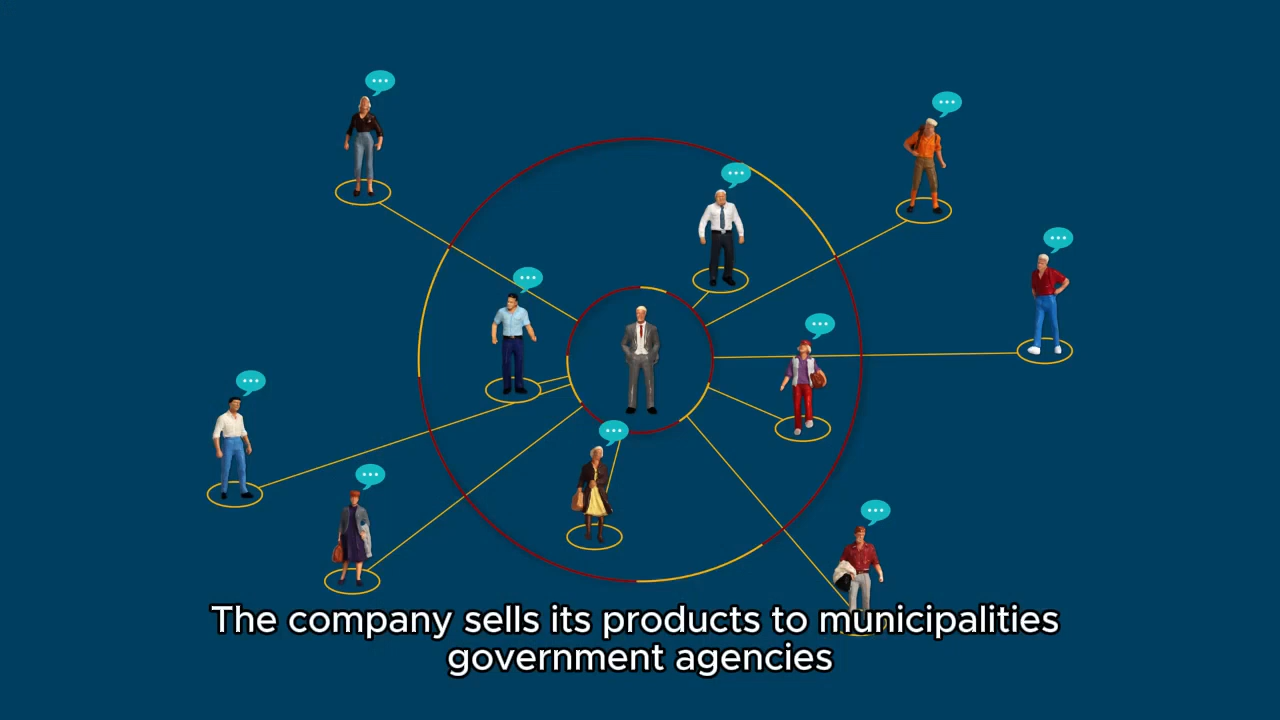 The company sells its products to municipalities
government agencies